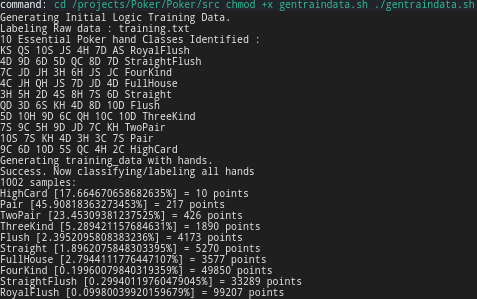 command: cd /projects/Poker/Poker/src chmod +x gentraindata.sh ./gentraindata.sh
Generating Initial Logic Training Data.
Labeling Raw data : training.txt
10 Essential Poker hand Classes Identified :
KS QS 10S JS 4H 7D AS RoyalFlush
4D 9D 6D 5D QC 8D 7D StraightFlush
7C JD JH 3H 6H JS JC FourKind
4C JH QH JS 7D JD 4D FullHouse
3H 5H 2D 4S 8H 7S 6D Straight
QD 3D 6S KH 4D 8D 10D Flush
5D 10H 9D 6C QH 10C 10D ThreeKind
7S 9C 5H 9D JD 7C KH TwoPair
10S 7S KH 4D 3H 3C 7S Pair
9C 6D 10D 5S QC 4H 2C HighCard
Generating training_data with hands.
Success. Now classifying/labeling all hands
1002 samples:
HighCard [17.664670658682635%] = 10 points
Pair [45.90818363273453%] = 217 points
TwoPair [23.45309381237525%] = 426 points
ThreeKind [5.289421157684631%] = 1890 points
Flush [2.3952095808383236%] = 4173 points
Straight [1.8962075848303395%] = 5270 points
FullHouse [2.7944111776447107%] = 3577 points
FourKind [0.19960079840319359%] = 49850 points
StraightFlush [0.29940119760479045%] = 33289 points
RoyalFlush [0.09980039920159679%] = 99207 points